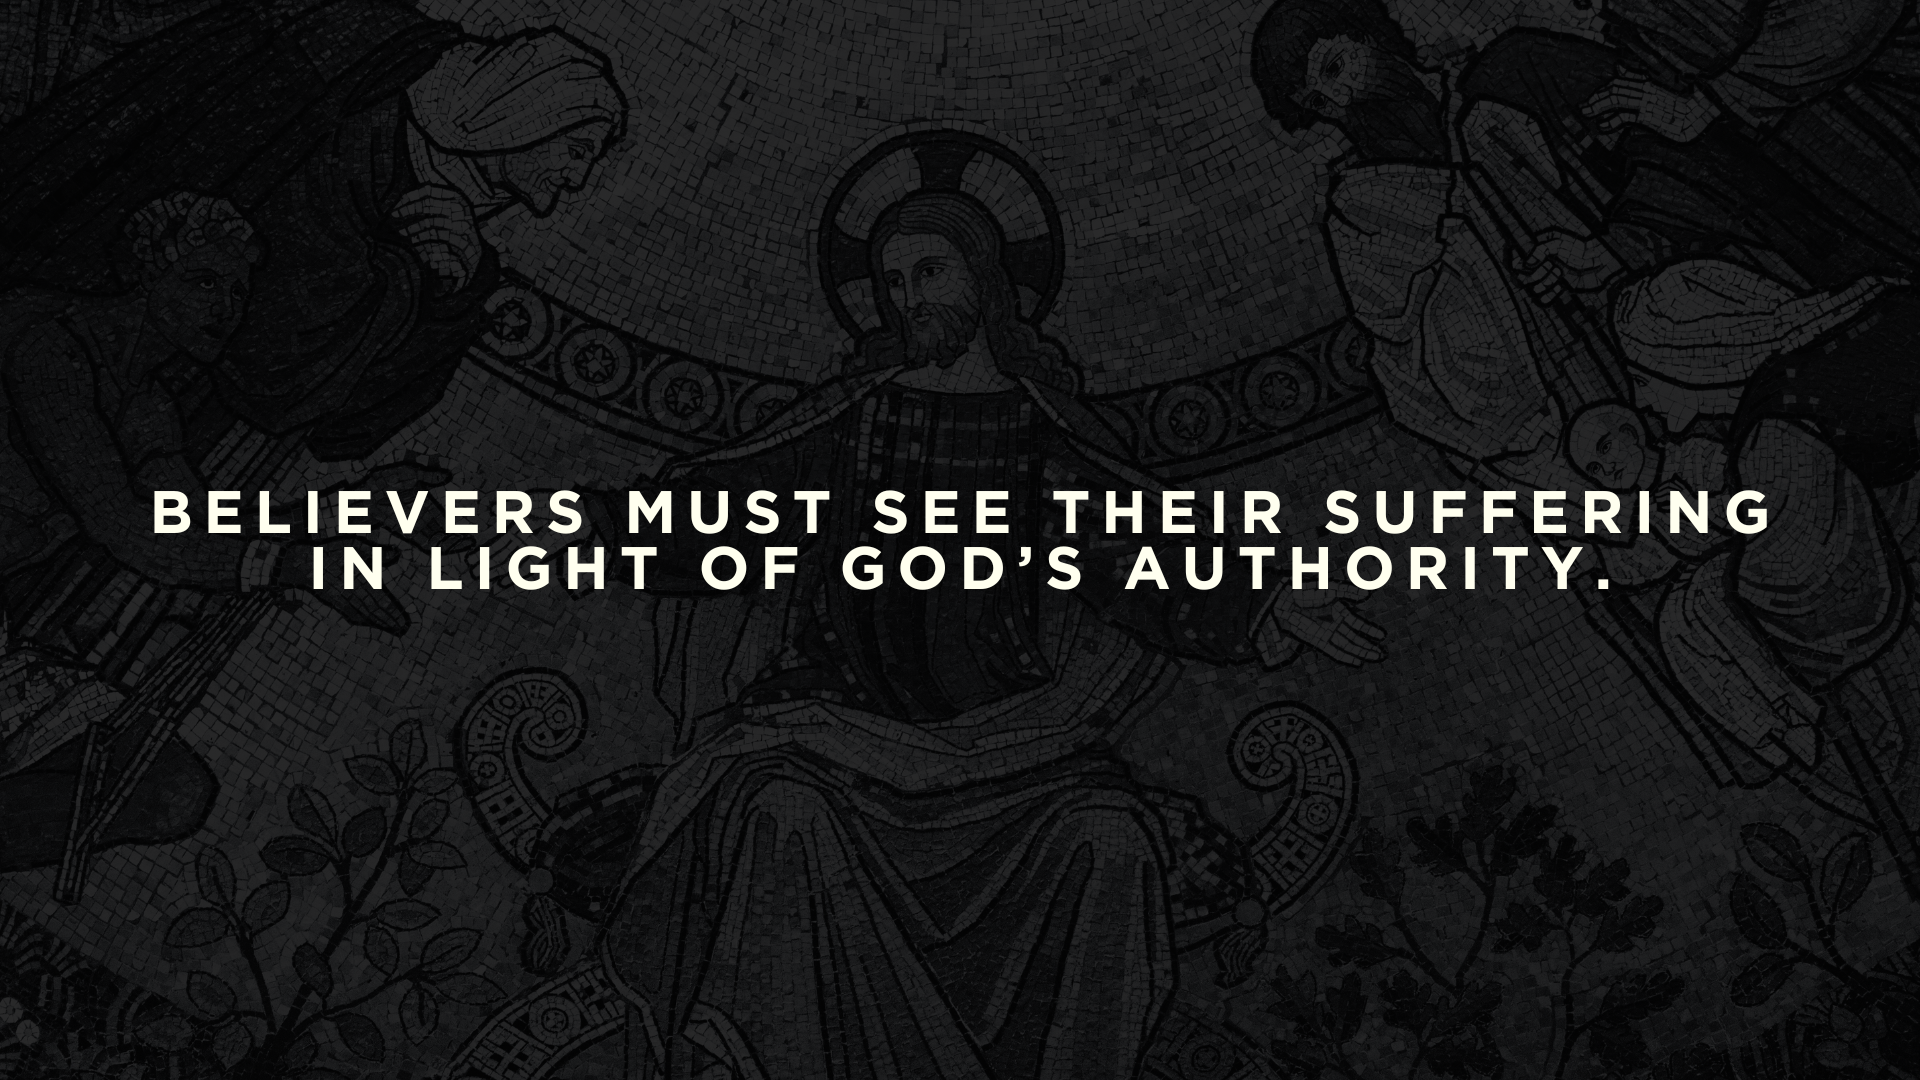 BELIEVERS MUST SEE THEIR SUFFERING
IN LIGHT OF GOD’S AUTHORITY.